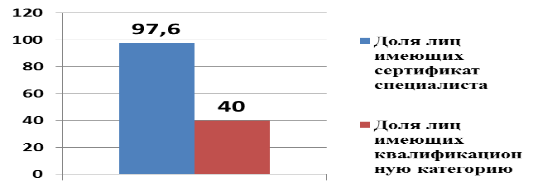 120
100
80
60
40
20
0
97,6
40
Доля лиц
имеющих
сертификат
специалиста
Доля лиц
имеющих
квалификацион
ную категорию